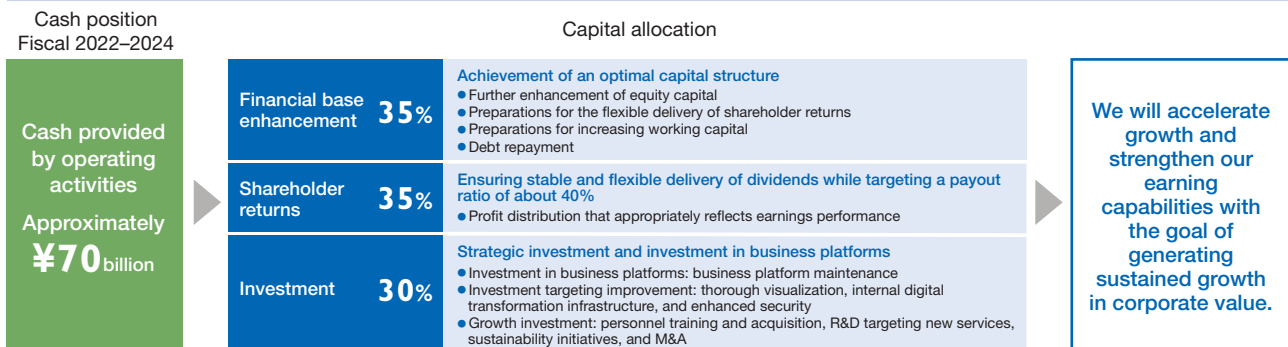 Cash position
Fiscal 2022–2024
Capital allocation
Cash provided
by operating
activities
Approximately
¥70 billion
Financial base
enhancement 35%
Achievement of an optimal capital structure
● Further enhancement of equity capital
● Preparations for the flexible delivery of shareholder returns
● Preparations for increasing working capital
● Debt repayment
Shareholder
returns 35%
Ensuring stable and flexible delivery of dividends while targeting a payout
ratio of about 40%
● Profit distribution that appropriately reflects earnings performance
Investment 30%
Strategic investment and investment in business platforms
● Investment in business platforms: business platform maintenance
● Investment targeting improvement: thorough visualization, internal digital
transformation infrastructure, and enhanced security
● Growth investment: personnel training and acquisition, R&D targeting new services,
sustainability initiatives, and M&A
We will accelerate
growth and
strengthen our
earning
capabilities with
the goal of
generating
sustained growth
in corporate value.